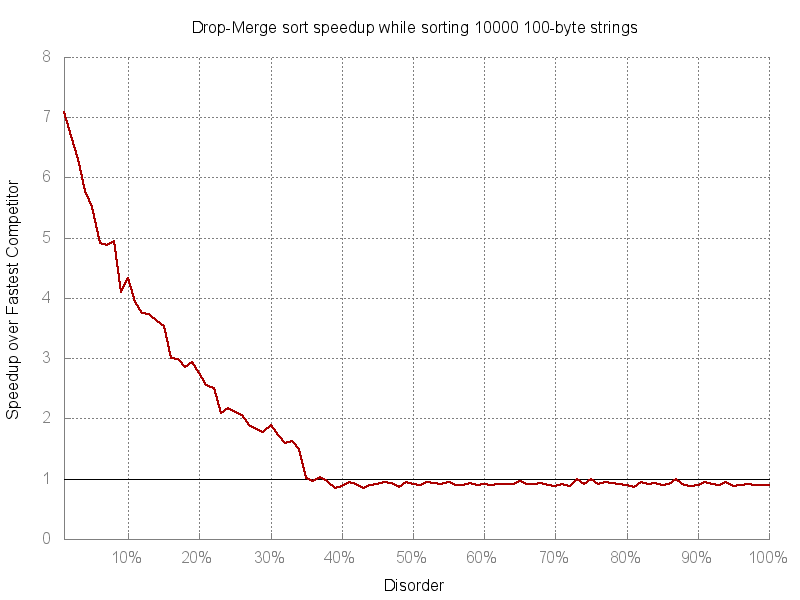 Drop-Merge sort speedup while sorting 10000 100-byte strings
8
7
6
5
4
3
2
1
0
Speedup over Fastest Competitor
10% 20% 30% 40% 50% 60% 70% 80% 90% 100%
Disorder